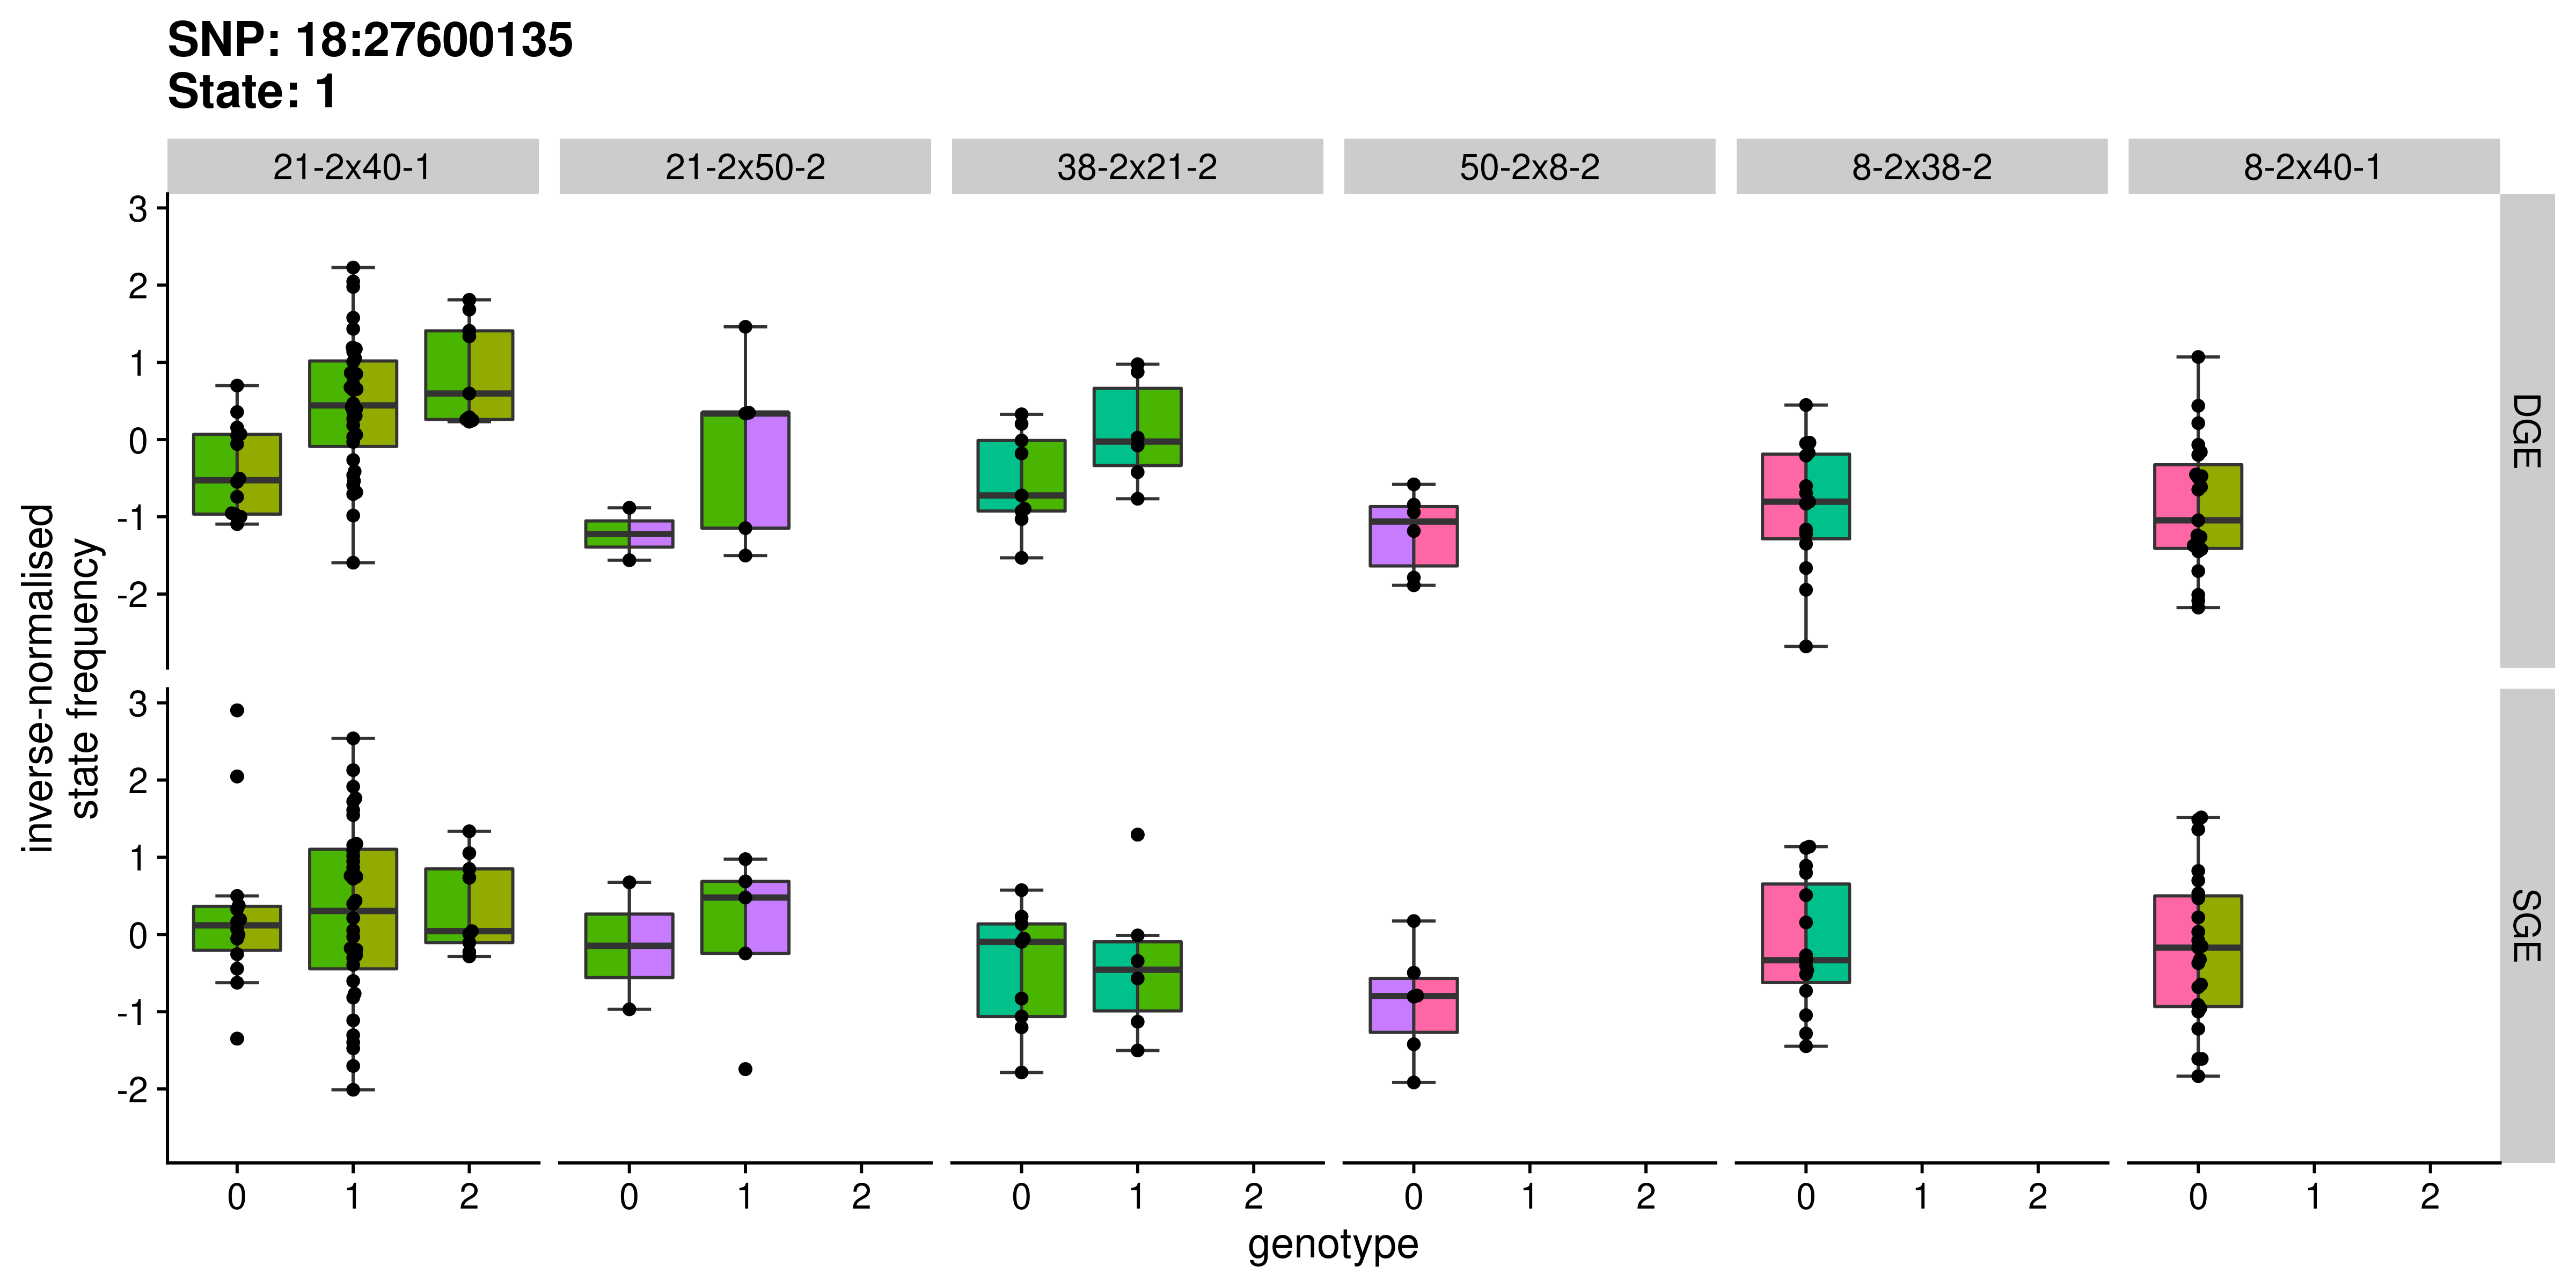 SNP: 18:27600135
State: 1
21-2x40-1
21-2x50-2
38-2x21-2
50-2x8-2
8-2x38-2
8-2x40-1
inverse-normalised
state frequency
3
2
1
0
-1
-2
DGE
3
2
1
0
-1
-2
SGE
0 1 2
0 1 2
0 1 2
0 1 2
0 1 2
0 1 2
genotype